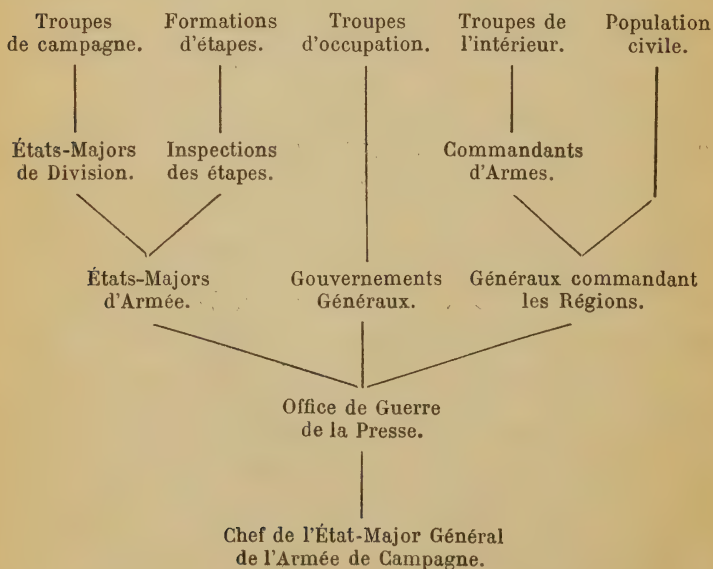 Troupes de campagne.
Formations d'étapes.
Troupes d'occupation.
Troupes de l'intérieur.
Population civile.
États-Majors de Division.
Inspections des étapes.
Commandants d'Armes.
États-Majors d'Armée.
Gouvernements Généraux.
Généraux commandant les Régions.
Office de Guerre
de la Presse.
Chef de l'État-Major Général
de l'Armée de Campagne.